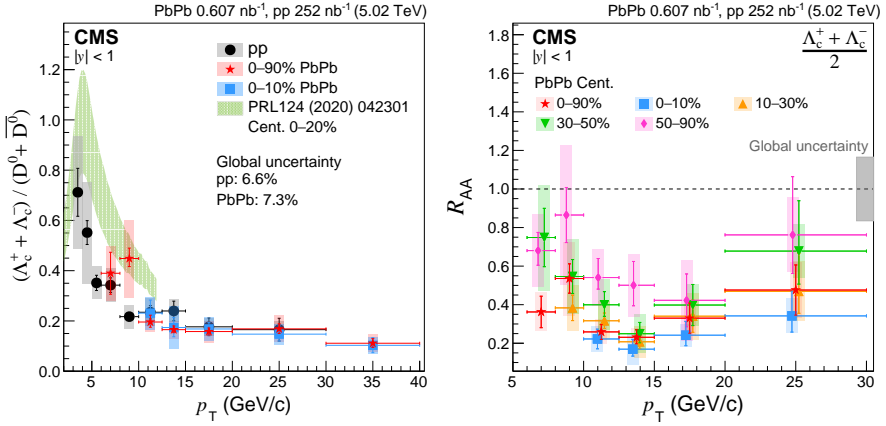 PbPb 0.607 nb⁻¹, pp 252 nb⁻¹ (5.02 TeV)
CMS
|y| < 1
pp
0–90% PbPb
0–10% PbPb
PRL124 (2020) 042301
Cent. 0–20%
Global uncertainty
pp: 6.6%
PbPb: 7.3%
(Λc⁺ + Λc⁻) / (D⁰ + D̅⁰)
1.2
1.0
0.8
0.6
0.4
0.2
0.0
5 10 15 20 25 30 35 40
pT (GeV/c)
PbPb 0.607 nb⁻¹, pp 252 nb⁻¹ (5.02 TeV)
CMS
|y| < 1
Λc⁺ + Λc⁻
2
PbPb Cent.
0–90% 0–10% 10–30%
30–50% 50–90%
Global uncertainty
RAA
1.8
1.6
1.4
1.2
1.0
0.8
0.6
0.4
0.2
5 10 15 20 25 30
pT (GeV/c)